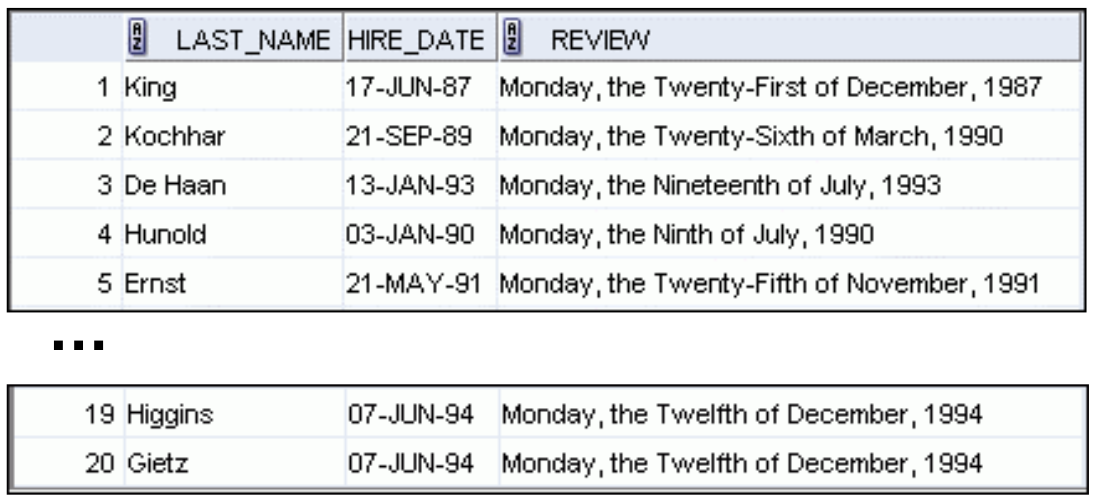 LAST_NAME HIRE_DATE REVIEW
1 King 17-JUN-87 Monday, the Twenty-First of December, 1987
2 Kochhar 21-SEP-89 Monday, the Twenty-Sixth of March, 1990
3 De Haan 13-JAN-93 Monday, the Nineteenth of July, 1993
4 Hunold 03-JAN-90 Monday, the Ninth of July, 1990
5 Ernst 21-MAY-91 Monday, the Twenty-Fifth of November, 1991
...
19 Higgins 07-JUN-94 Monday, the Twelfth of December, 1994
20 Gietz 07-JUN-94 Monday, the Twelfth of December, 1994